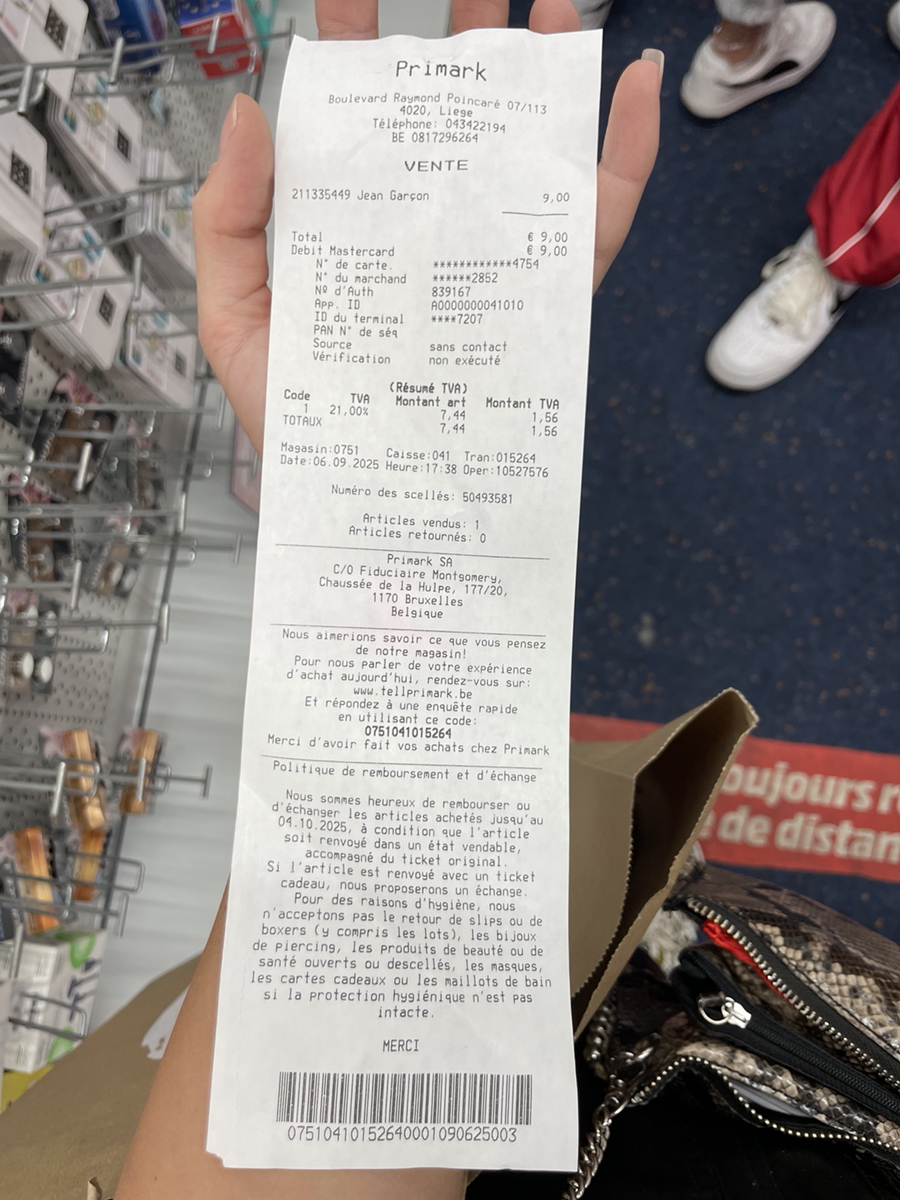 Primark
Boulevard Raymond Poincaré 07/113
4020, Liege
Téléphone: 043422194
BE 0817296264
VENTE
211335449 Jean Garçon 9,00
Total € 9,00
Debit Mastercard € 9,00
N° de carte. ************4754
N° du marchand ******2852
Nº d'Auth 839167
App. ID A0000000041010
ID du terminal ****7207
PAN N° de séq
Source sans contact
Vérification non exécuté
(Résumé TVA)
Code TVA Montant art Montant TVA
1 21,00% 7,44 1,56
TOTAUX 7,44 1,56
Magasin:0751 Caisse:041 Tran:015264
Date:06.09.2025 Heure:17:38 Oper:10527576
Numéro des scellés: 50493581
Articles vendus: 1
Articles retournés: 0
Primark SA
C/O Fiduciaire Montgomery,
Chaussée de la Hulpe, 177/20,
1170 Bruxelles
Belgique
Nous aimerions savoir ce que vous pensez
de notre magasin!
Pour nous parler de votre expérience
d'achat aujourd'hui, rendez-vous sur:
www.tellprimark.be
Et répondez à une enquête rapide
en utilisant ce code:
0751041015264
Merci d'avoir fait vos achats chez Primark
Politique de remboursement et d'échange
Nous sommes heureux de rembourser ou
d'échanger les articles achetés jusqu'au
04.10.2025, à condition que l'article
soit renvoyé dans un état vendable,
accompagné du ticket original.
Si l'article est renvoyé avec un ticket
cadeau, nous proposerons un échange.
Pour des raisons d'hygiène, nous
n'acceptons pas le retour de slips ou de
boxers (y compris les lots), les bijoux
de piercing, les produits de beauté ou de
santé ouverts ou descellés, les masques,
les cartes cadeaux ou les maillots de bain
si la protection hygiénique n'est pas
intacte.
MERCI
07510410152640001090625003
oujours r
de distan